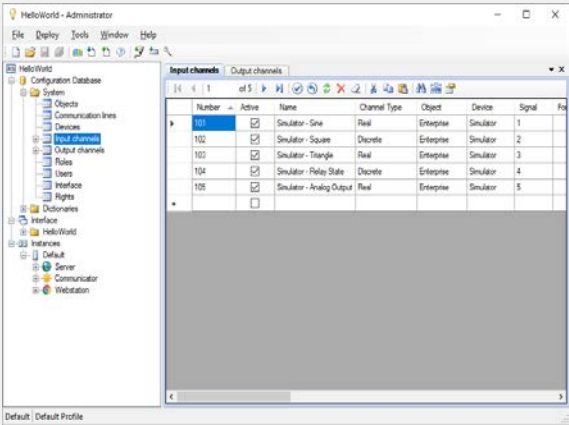 HelloWorld - Administrator
File Deploy Tools Window Help
HelloWorld
Configuration Database
System
Objects
Communication lines
Devices
Input channels
Output channels
Roles
Users
Interface
Rights
Dictionaries
Interface
HelloWorld
Instances
Default
Server
Communicator
Webstation
Input channels Output channels
1 of 5
Number Active Name Channel Type Object Device Signal
101 Simulator - Sine Real Enterprise Simulator 1
102 Simulator - Square Discrete Enterprise Simulator 2
103 Simulator - Triangle Real Enterprise Simulator 3
104 Simulator - Relay State Discrete Enterprise Simulator 4
105 Simulator - Analog Output Real Enterprise Simulator 5
Default Default Profile